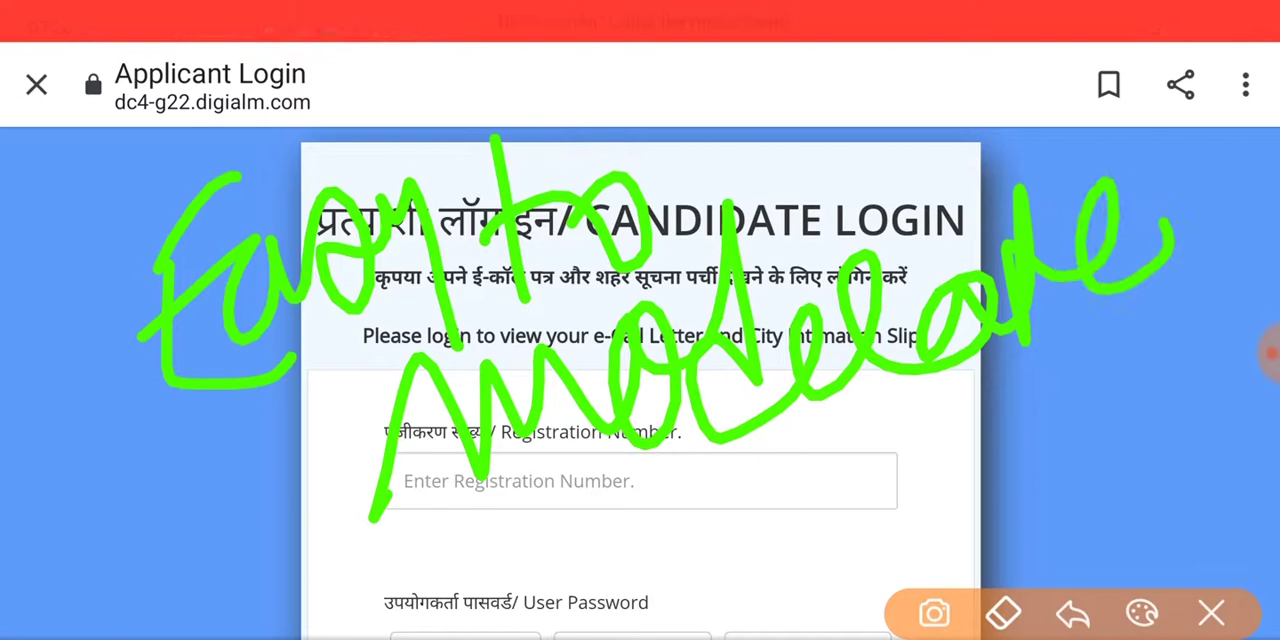 Applicant Login
dc4-g22.digialm.com
प्रत्याशी लॉगइन/ CANDIDATE LOGIN
कृपया अपने ई-कॉल पत्र और शहर सूचना पर्ची देखने के लिए लॉगिन करें
Please login to view your e-Call Letter and City Intimation Slip
Easy to
moderate
पंजीकरण संख्या/ Registration Number.
Enter Registration Number.
उपयोगकर्ता पासवर्ड/ User Password